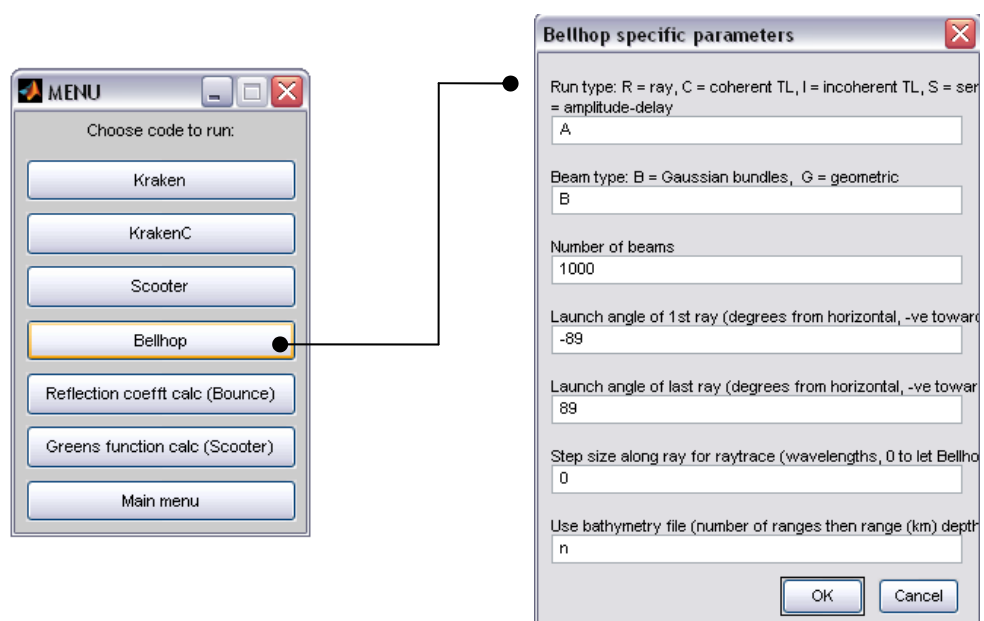 MENU
Choose code to run:
Kraken
KrakenC
Scooter
Bellhop
Reflection coefft calc (Bounce)
Greens function calc (Scooter)
Main menu
Bellhop specific parameters
Run type: R = ray, C = coherent TL, I = incoherent TL, S = ser
= amplitude-delay
A
Beam type: B = Gaussian bundles, G = geometric
B
Number of beams
1000
Launch angle of 1st ray (degrees from horizontal, -ve toward
-89
Launch angle of last ray (degrees from horizontal, -ve towar
89
Step size along ray for raytrace (wavelengths, 0 to let Bellho
0
Use bathymetry file (number of ranges then range (km) depth
n
OK
Cancel